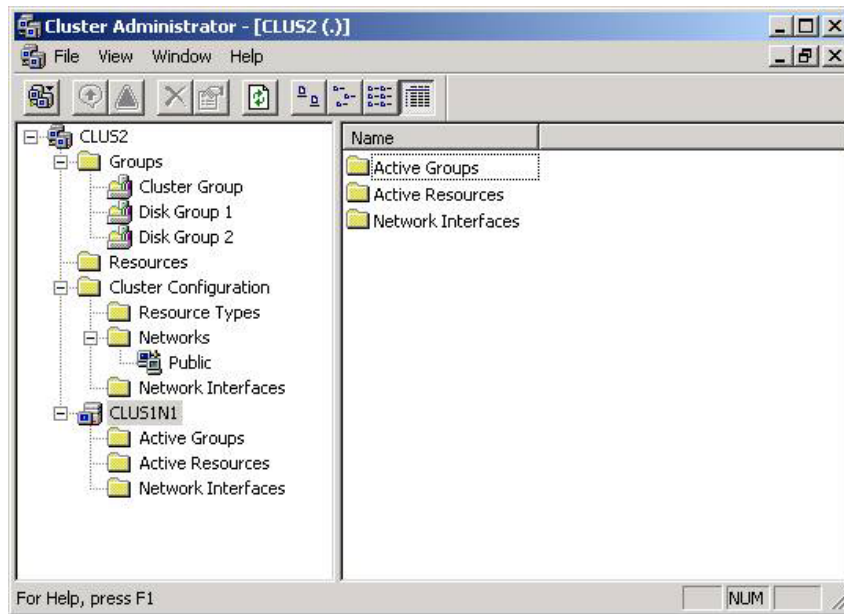 Cluster Administrator - [CLUS2 (.)]
File View Window Help
CLUS2
Groups
Cluster Group
Disk Group 1
Disk Group 2
Resources
Cluster Configuration
Resource Types
Networks
Public
Network Interfaces
CLUS1N1
Active Groups
Active Resources
Network Interfaces
Name
Active Groups
Active Resources
Network Interfaces
For Help, press F1
NUM